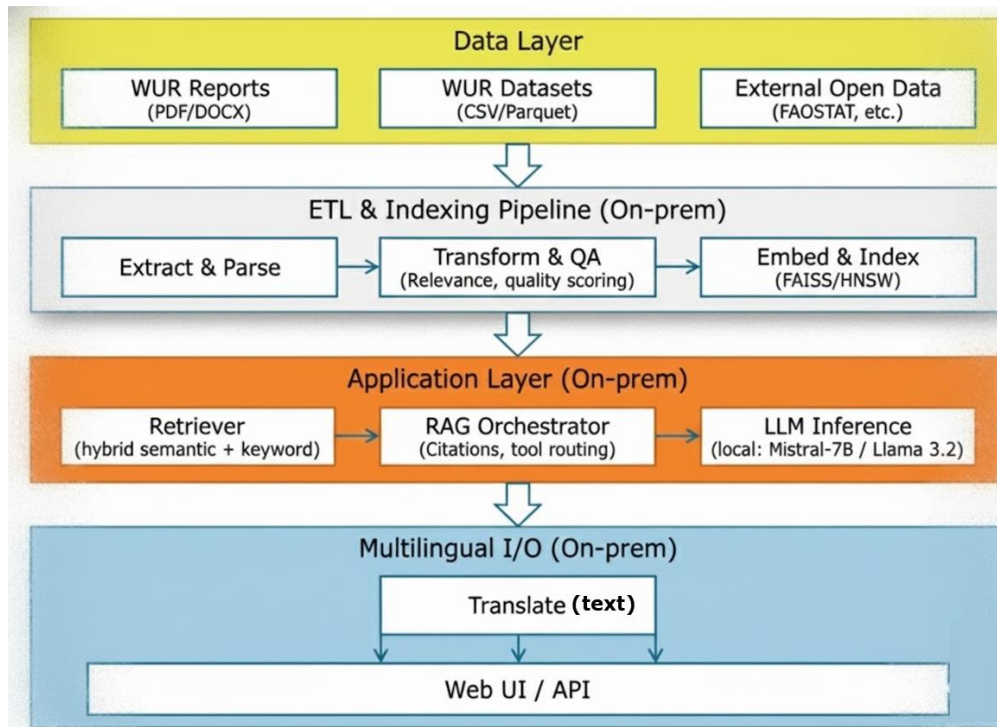 Data Layer
WUR Reports
(PDF/DOCX)
WUR Datasets
(CSV/Parquet)
External Open Data
(FAOSTAT, etc.)
ETL & Indexing Pipeline (On-prem)
Extract & Parse
Transform & QA
(Relevance, quality scoring)
Embed & Index
(FAISS/HNSW)
Application Layer (On-prem)
Retriever
(hybrid semantic + keyword)
RAG Orchestrator
(Citations, tool routing)
LLM Inference
(local: Mistral-7B / Llama 3.2)
Multilingual I/O (On-prem)
Translate (text)
Web UI / API